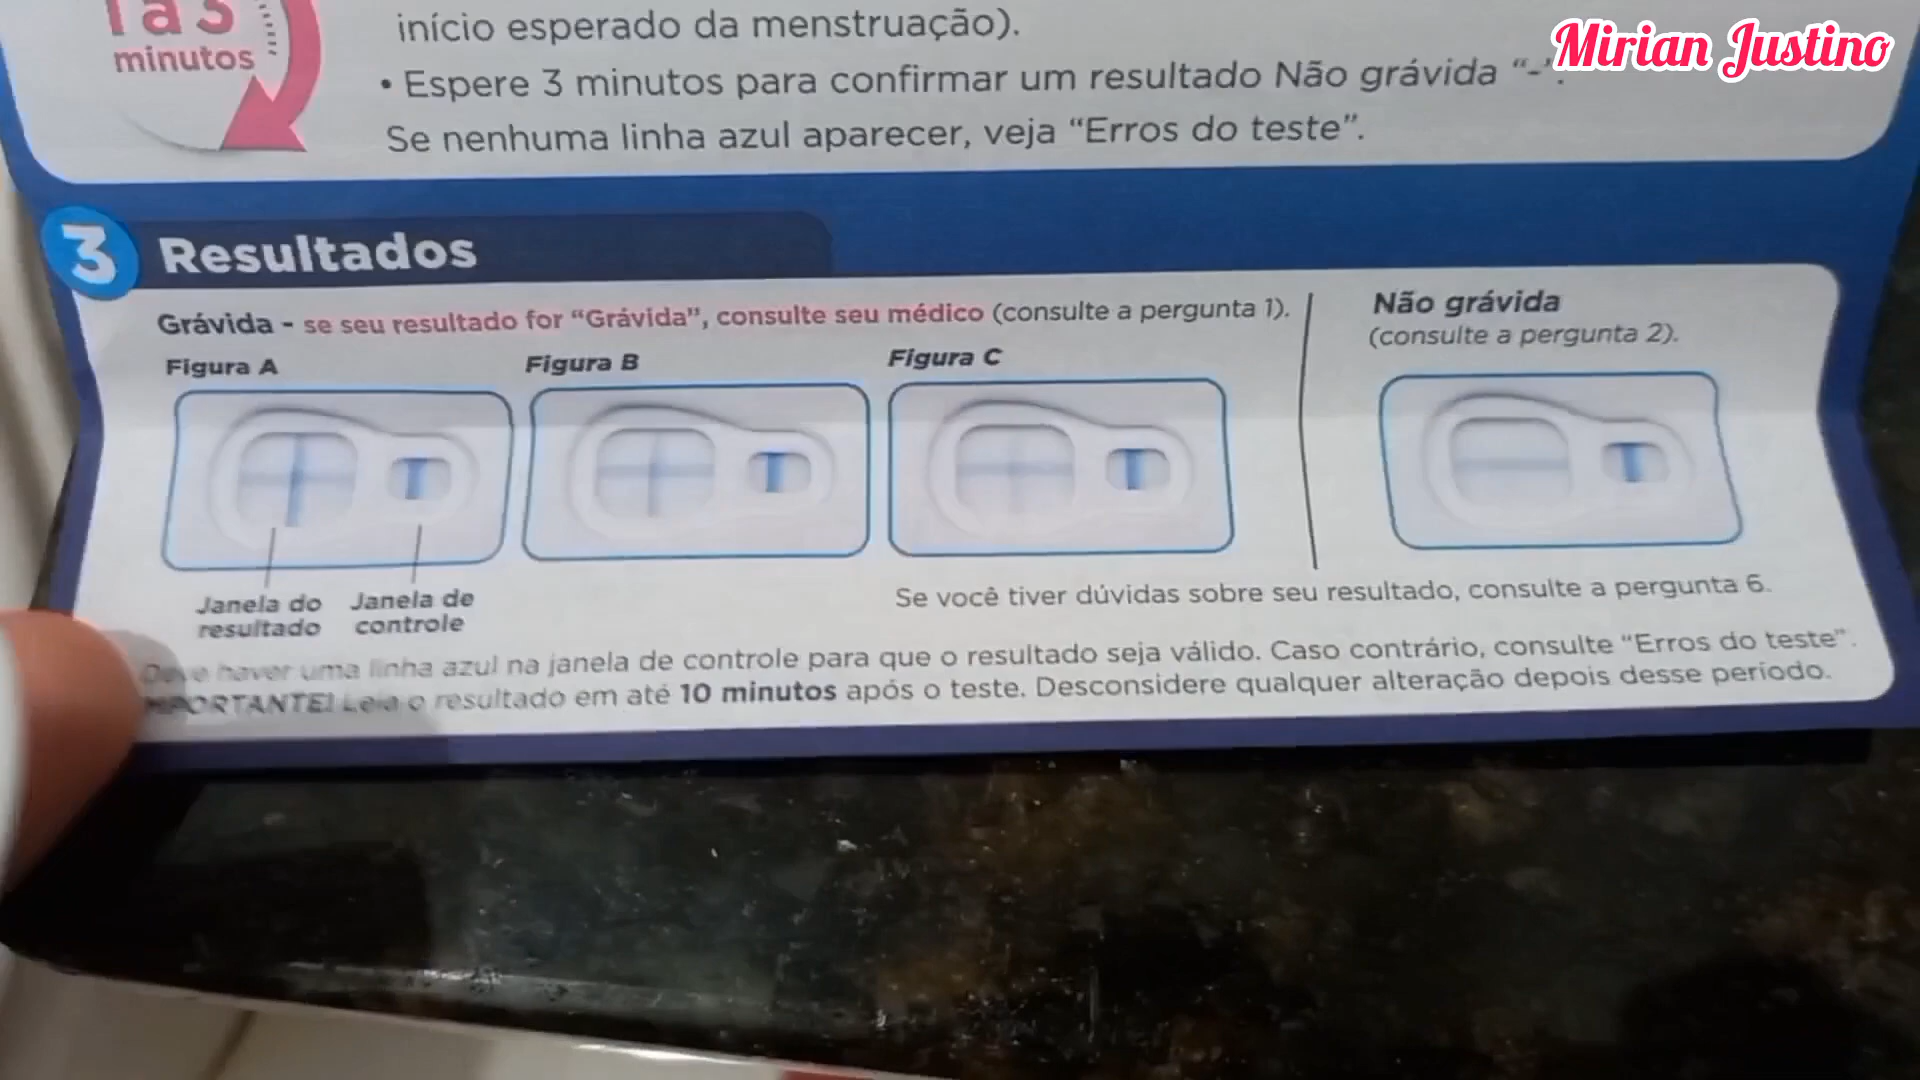 1 a 3
minutos
início esperado da menstruação).
Mirian Justino
• Espere 3 minutos para confirmar um resultado Não grávida “-”.
Se nenhuma linha azul aparecer, veja “Erros do teste”.
3 Resultados
Grávida - se seu resultado for “Grávida”, consulte seu médico (consulte a pergunta 1).
Não grávida
(consulte a pergunta 2).
Figura A
Figura B
Figura C
Janela do
resultado
Janela de
controle
Se você tiver dúvidas sobre seu resultado, consulte a pergunta 6.
Deve haver uma linha azul na janela de controle para que o resultado seja válido. Caso contrário, consulte “Erros do teste”.
IMPORTANTE! Leia o resultado em até 10 minutos após o teste. Desconsidere qualquer alteração depois desse período.